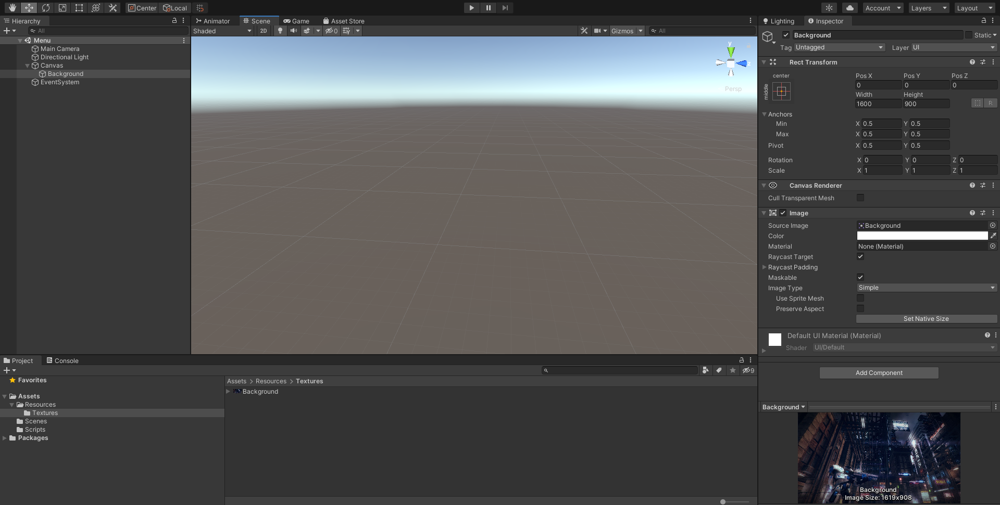 Center
Local
Account
Layers
Layout
Hierarchy
All
Menu
Main Camera
Directional Light
Canvas
Background
EventSystem
Animator
Scene
Game
Asset Store
Shaded
2D
0
Gizmos
All
y
z
Persp
Lighting
Inspector
Background
Static
Tag
Untagged
Layer
UI
Rect Transform
center
middle
Pos X
Pos Y
Pos Z
0
0
0
Width
Height
1600
900
R
Anchors
Min
X 0.5
Y 0.5
Max
X 0.5
Y 0.5
Pivot
X 0.5
Y 0.5
Rotation
X 0
Y 0
Z 0
Scale
X 1
Y 1
Z 1
Canvas Renderer
Cull Transparent Mesh
Image
Source Image
Background
Color
Material
None (Material)
Raycast Target
Raycast Padding
Maskable
Image Type
Simple
Use Sprite Mesh
Preserve Aspect
Set Native Size
Default UI Material (Material)
Shader
UI/Default
Add Component
Background
Background
Image Size: 1619x908
Project
Console
9
Favorites
Assets
Resources
Textures
Scenes
Scripts
Packages
Assets > Resources > Textures
Background